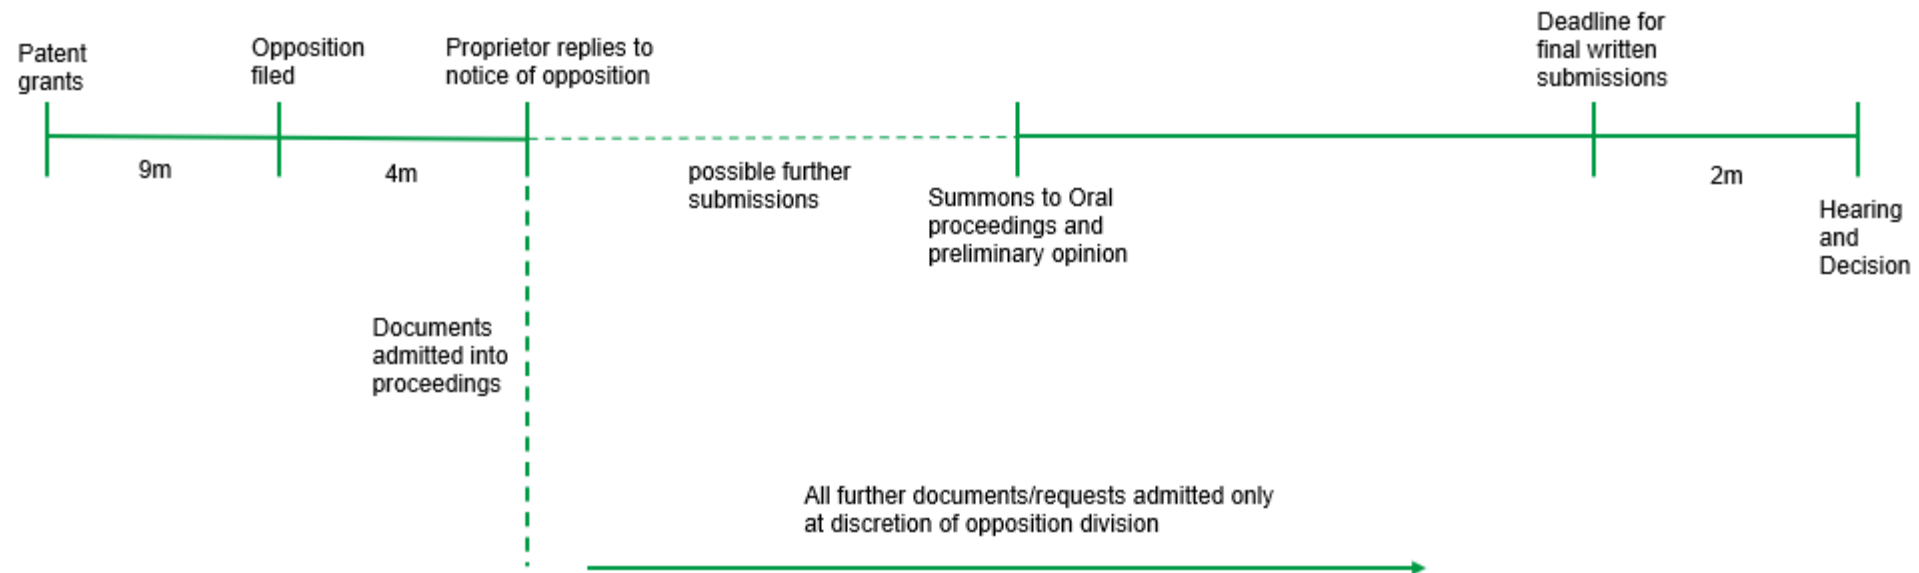 Patent
grants
Opposition
filed
Proprietor replies to
notice of opposition
Deadline for
final written
submissions
9m
4m
possible further
submissions
Summons to Oral
proceedings and
preliminary opinion
2m
Hearing
and
Decision
Documents
admitted into
proceedings
All further documents/requests admitted only
at discretion of opposition division